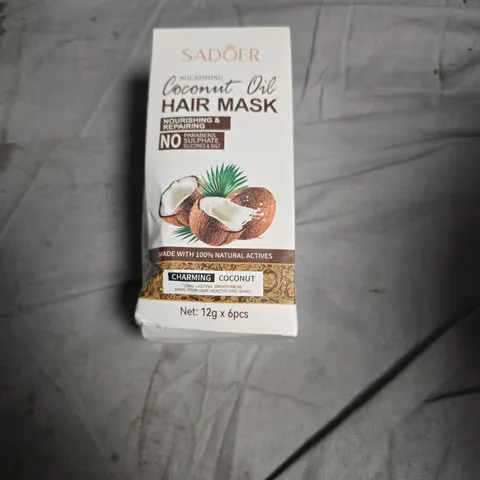 SADOER
NOURISHING
Coconut Oil
HAIR MASK
NOURISHING &
REPAIRING
NO PARABENS
SULPHATE
SILICONES & SALT
MADE WITH 100% NATURAL ACTIVES
CHARMING COCONUT
LONG LASTING SMOOTHNESS
MAKE YOUR HAIR HEALTHY AND SHINY
Net: 12g x 6pcs